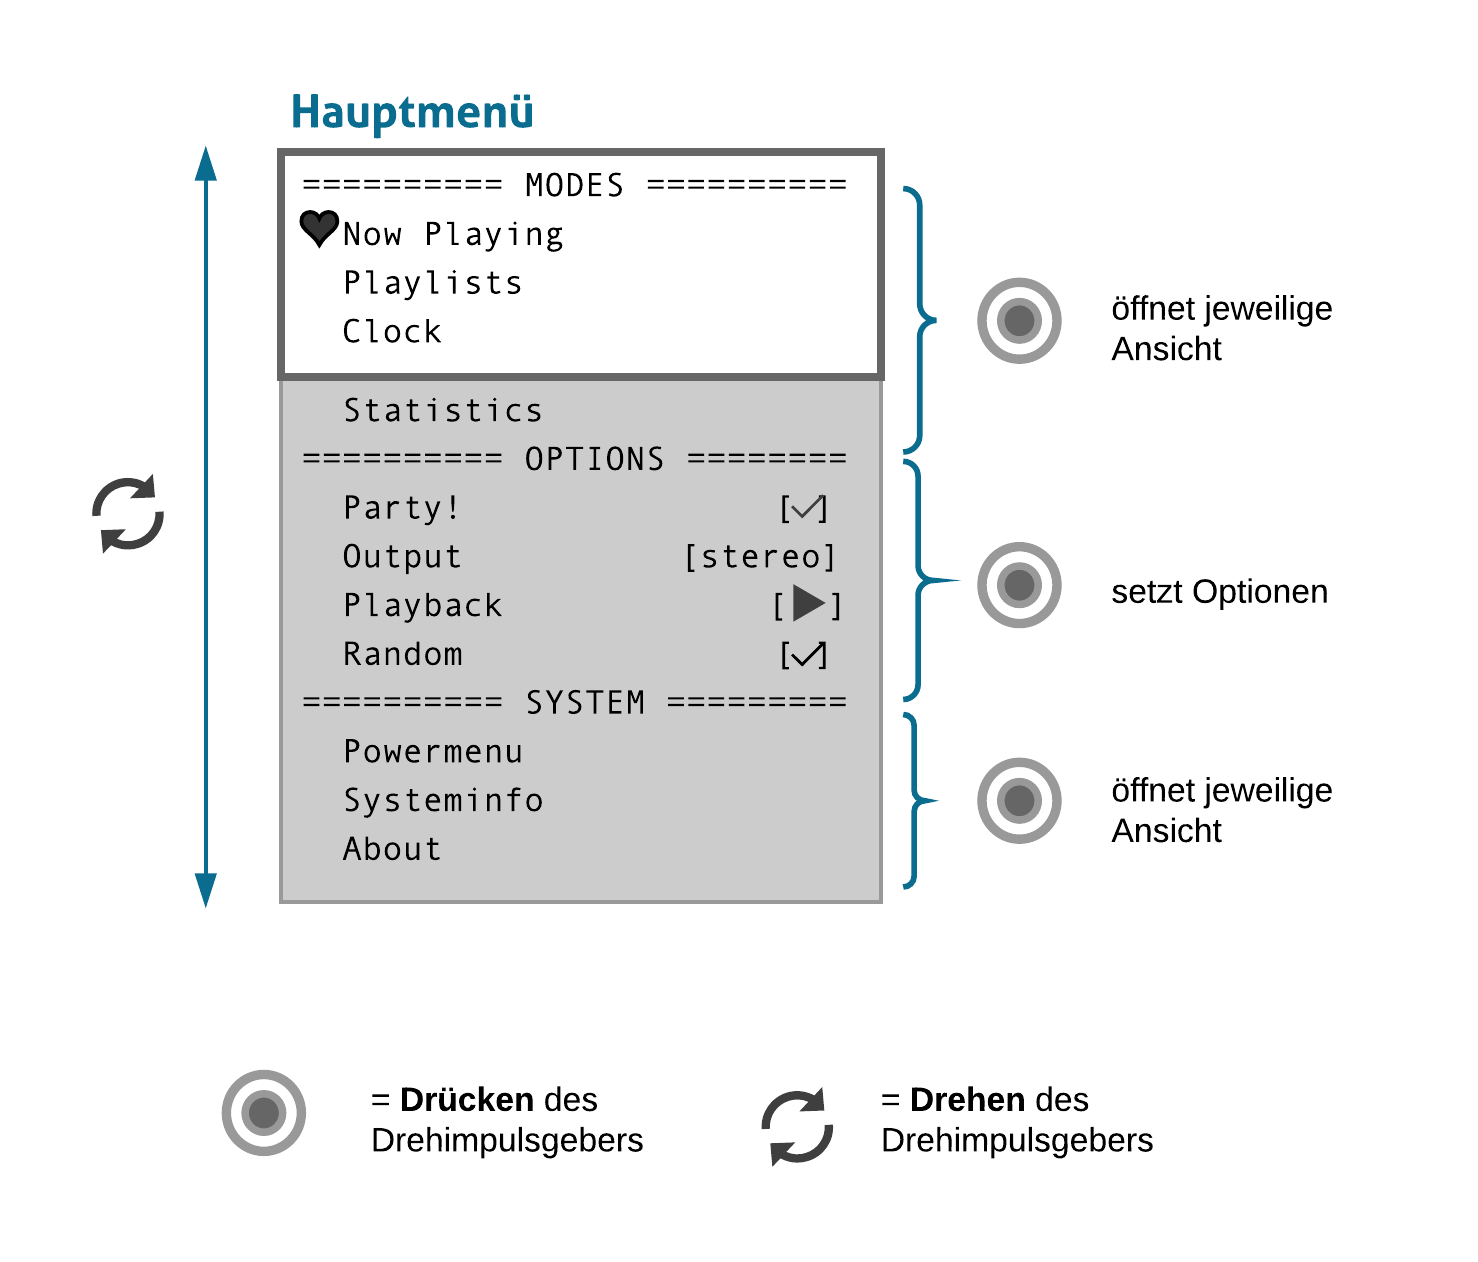 Hauptmenü
========== MODES ==========
Now Playing
Playlists
Clock
öffnet jeweilige
Ansicht
Statistics
========== OPTIONS ========
Party! [✓]
Output [stereo]
Playback [▶]
Random [✓]
setzt Optionen
========== SYSTEM =========
Powermenu
Systeminfo
About
öffnet jeweilige
Ansicht
= Drücken des
Drehimpulsgebers
= Drehen des
Drehimpulsgebers